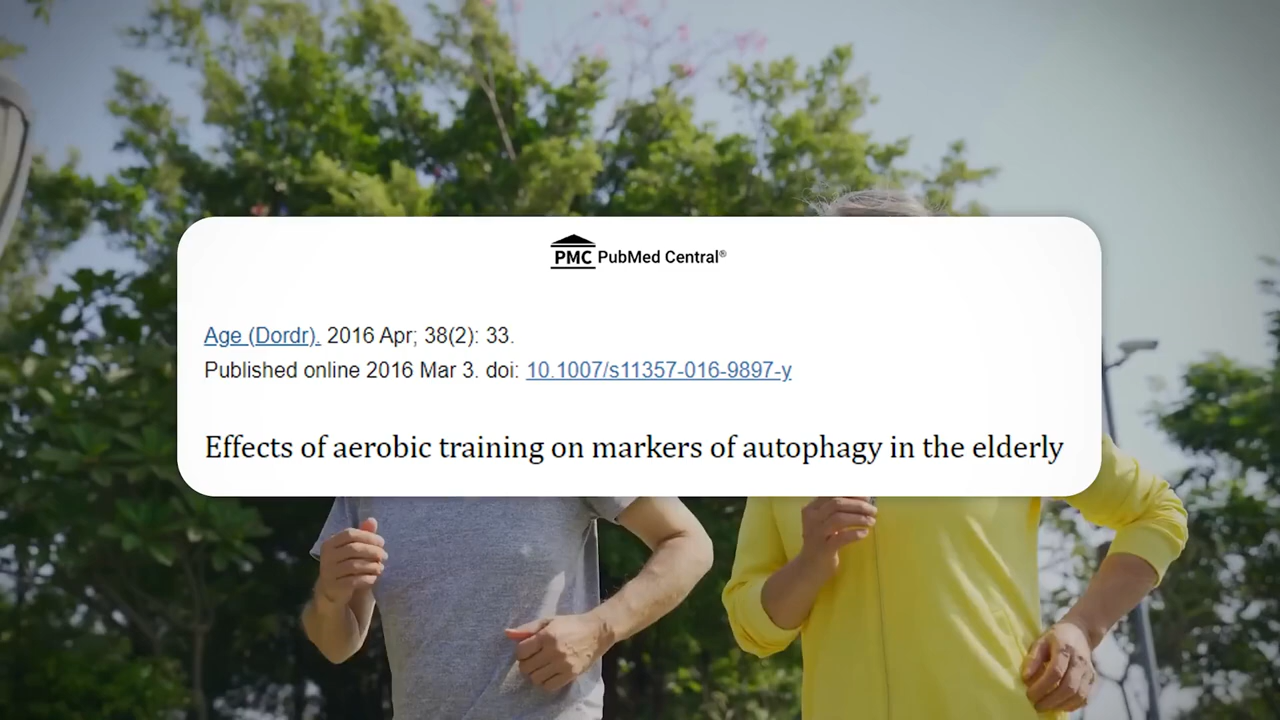 PMC PubMed Central®
Age (Dordr). 2016 Apr; 38(2): 33.
Published online 2016 Mar 3. doi: 10.1007/s11357-016-9897-y
Effects of aerobic training on markers of autophagy in the elderly